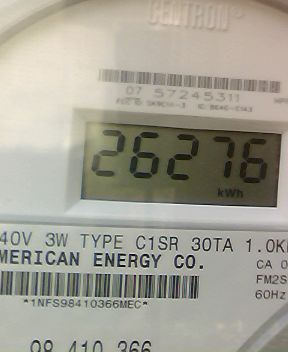 CENTRON®
07 57245311
26276
kWh
40V 3W TYPE C1SR 30TA 1.0K
MERICAN ENERGY CO.
CA 0
FM2S
60Hz
*1NFS98410366MEC*
98 410 366